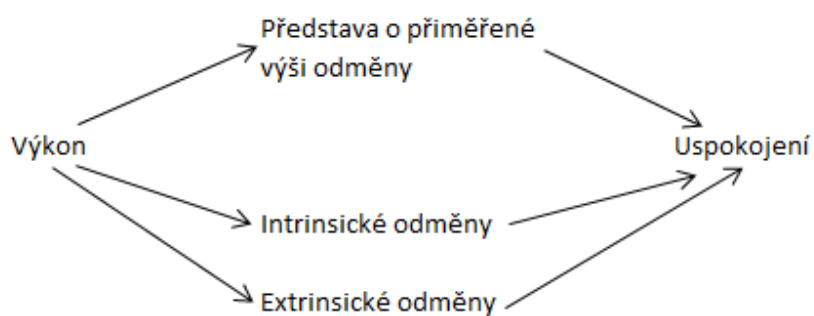 Představa o přiměřené
výši odměny
Výkon
Uspokojení
Intrinsické odměny
Extrinsické odměny